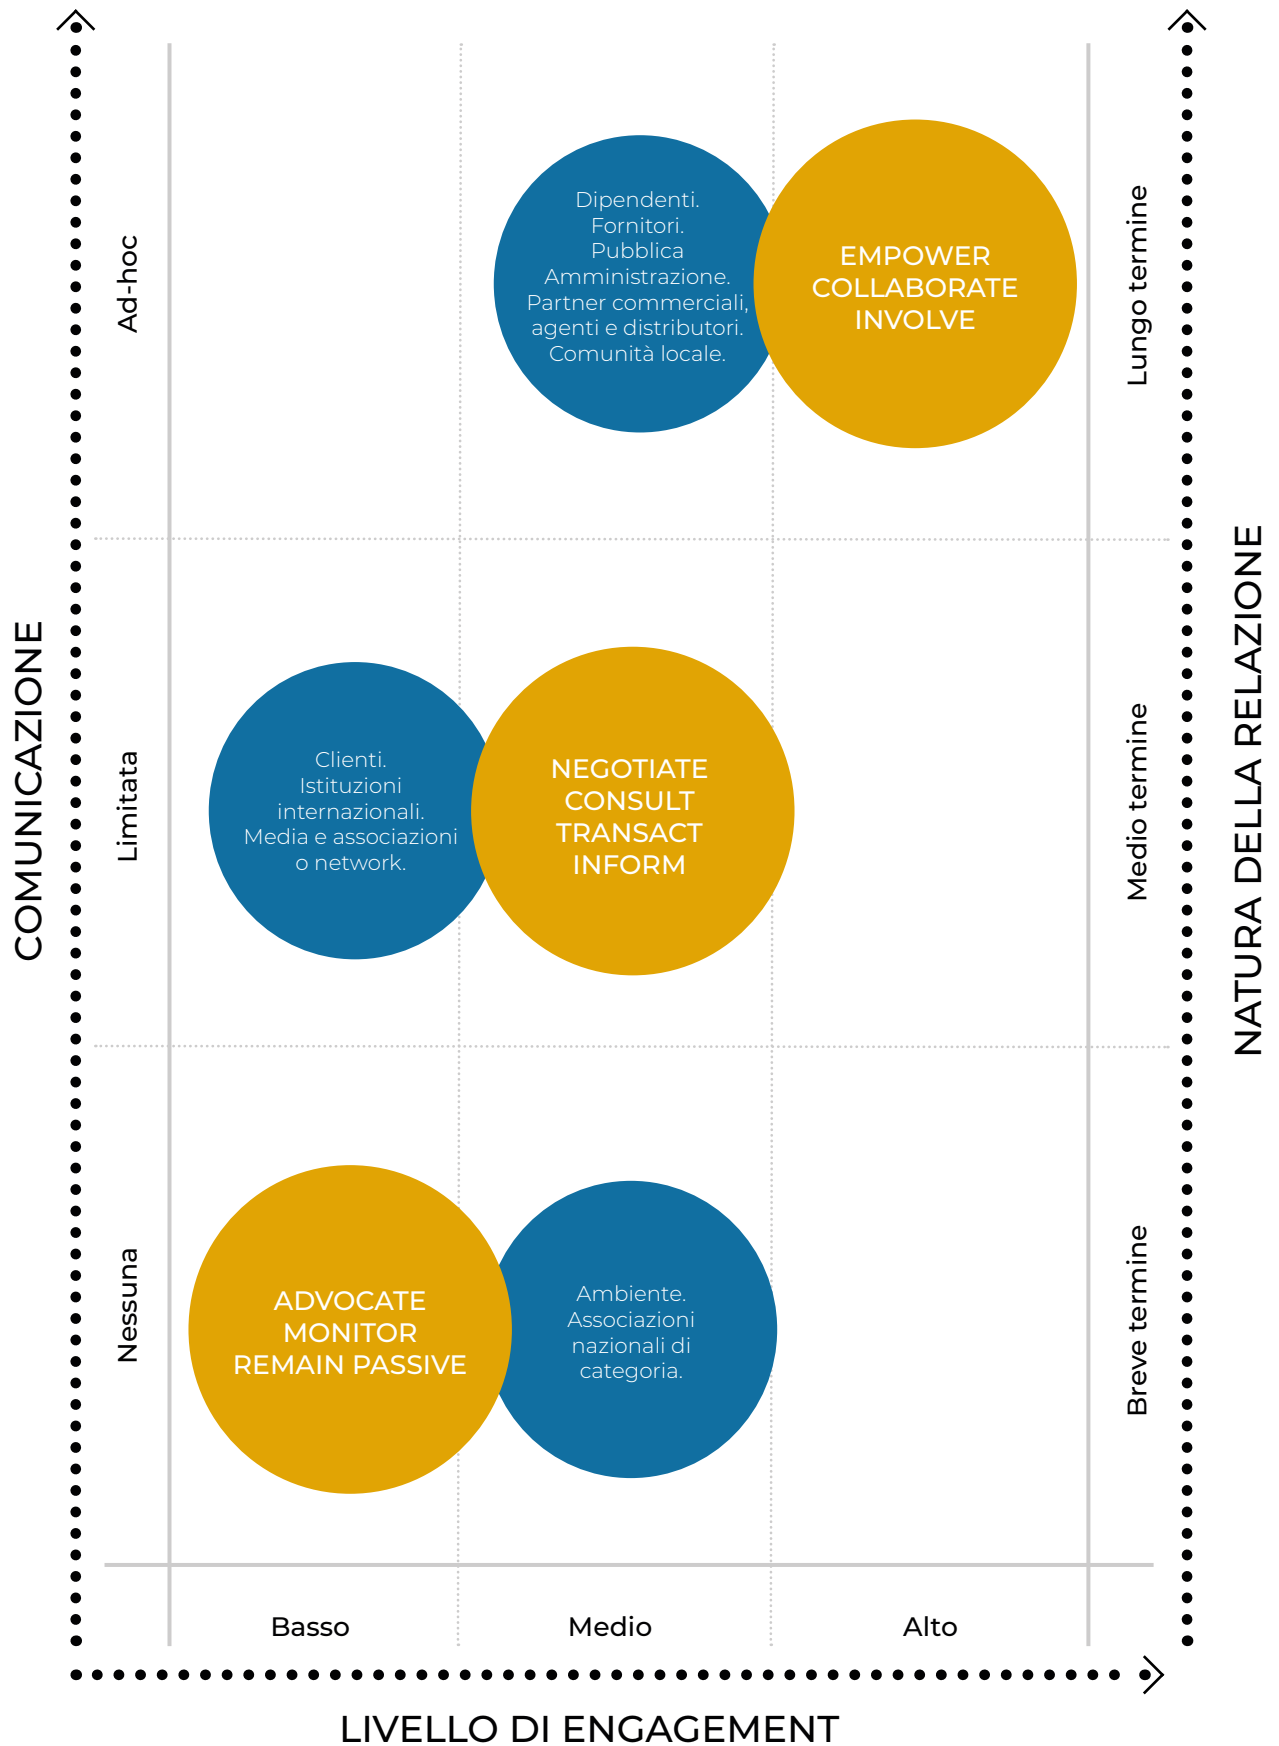 COMUNICAZIONE
Ad-hoc
Limitata
Nessuna
Dipendenti.
Fornitori.
Pubblica
Amministrazione.
Partner commerciali,
agenti e distributori.
Comunità locale.
EMPOWER
COLLABORATE
INVOLVE
Clienti.
Istituzioni
internazionali.
Media e associazioni
o network.
NEGOTIATE
CONSULT
TRANSACT
INFORM
ADVOCATE
MONITOR
REMAIN PASSIVE
Ambiente.
Associazioni
nazionali di
categoria.
Lungo termine
Medio termine
Breve termine
NATURA DELLA RELAZIONE
Basso
Medio
Alto
LIVELLO DI ENGAGEMENT